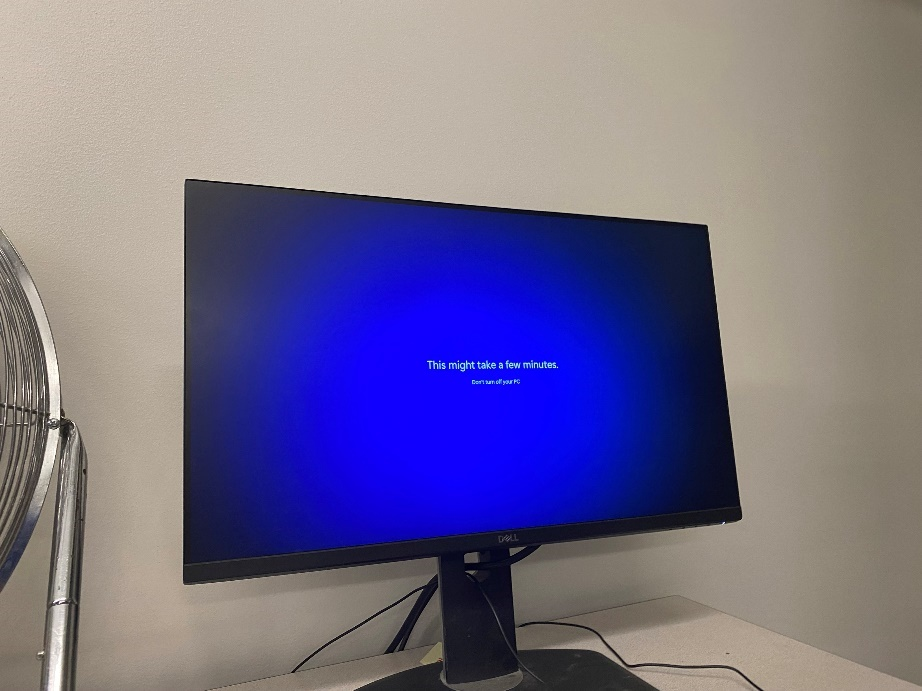 This might take a few minutes.
Don't turn off your PC
DELL